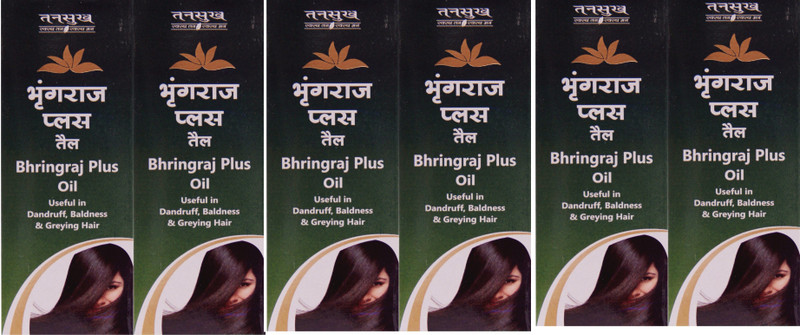 तनसुख
भृंगराज
प्लस
तैल
Bhringraj Plus
Oil
Useful in
Dandruff, Baldness
& Greying Hair
तनसुख
भृंगराज
प्लस
तैल
Bhringraj Plus
Oil
Useful in
Dandruff, Baldness
& Greying Hair
तनसुख
भृंगराज
प्लस
तैल
Bhringraj Plus
Oil
Useful in
Dandruff, Baldness
& Greying Hair
तनसुख
भृंगराज
प्लस
तैल
Bhringraj Plus
Oil
Useful in
Dandruff, Baldness
& Greying Hair
तनसुख
भृंगराज
प्लस
तैल
Bhringraj Plus
Oil
Useful in
Dandruff, Baldness
& Greying Hair
तनसुख
भृंगराज
प्लस
तैल
Bhringraj Plus
Oil
Useful in
Dandruff, Baldness
& Greying Hair